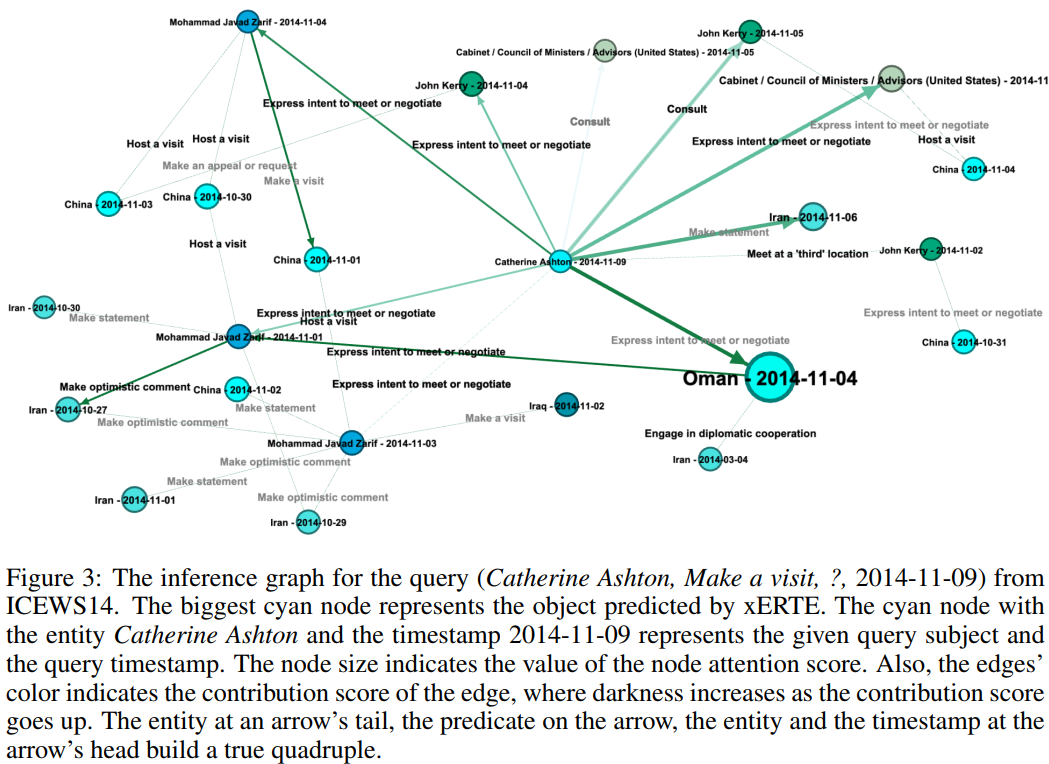 Mohammad Javad Zarif - 2014-11-04
John Kerry - 2014-11-05
Cabinet / Council of Ministers / Advisors (United States) - 2014-11-05
Cabinet / Council of Ministers / Advisors (United States) - 2014-11
John Kerry - 2014-11-04
Express intent to meet or negotiate
Consult
Consult
Express intent to meet or negotiate
Host a visit
Host a visit
Express intent to meet or negotiate
Express intent to meet or negotiate
Host a visit
Make an appeal or request
China - 2014-11-04
Make a visit
China - 2014-10-30
China - 2014-11-03
Iran - 2014-11-06
Make statement
Host a visit
John Kerry - 2014-11-02
Meet at a 'third' location
China - 2014-11-01
Catherine Ashton - 2014-11-09
Iran - 2014-10-30
Make statement
Express intent to meet or negotiate
Host a visit
Express intent to meet or negotiate
Mohammad Javad Zarif - 2014-11-01
Express intent to meet or negotiate
China - 2014-10-31
Express intent to meet or negotiate
Oman - 2014-11-04
Make optimistic comment
China - 2014-11-02
Express intent to meet or negotiate
Iran - 2014-10-27
Make statement
Iraq - 2014-11-02
Make optimistic comment
Make a visit
Engage in diplomatic cooperation
Mohammad Javad Zarif - 2014-11-03
Make optimistic comment
Iran - 2014-03-04
Make statement
Iran - 2014-11-01
Make optimistic comment
Iran - 2014-10-29
Figure 3: The inference graph for the query (Catherine Ashton, Make a visit, ?, 2014-11-09) from
ICEWS14. The biggest cyan node represents the object predicted by xERTE. The cyan node with
the entity Catherine Ashton and the timestamp 2014-11-09 represents the given query subject and
the query timestamp. The node size indicates the value of the node attention score. Also, the edges'
color indicates the contribution score of the edge, where darkness increases as the contribution score
goes up. The entity at an arrow's tail, the predicate on the arrow, the entity and the timestamp at the
arrow's head build a true quadruple.